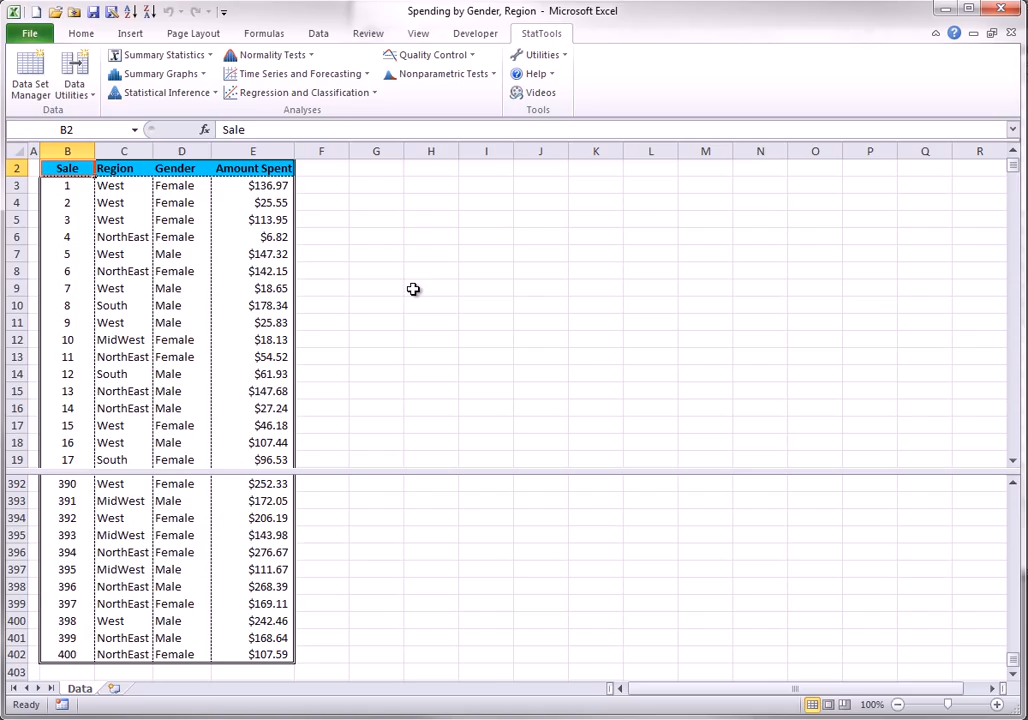 Spending by Gender, Region - Microsoft Excel
File Home Insert Page Layout Formulas Data Review View Developer StatTools
Data Set Manager
Data Utilities
Summary Statistics
Summary Graphs
Statistical Inference
Normality Tests
Time Series and Forecasting
Regression and Classification
Quality Control
Nonparametric Tests
Utilities
Help
Videos
Data Analyses Tools
B2 fx Sale
A B C D E F G H I J K L M N O P Q R
2 Sale Region Gender Amount Spent
3 1 West Female $136.97
4 2 West Female $25.55
5 3 West Female $113.95
6 4 NorthEast Female $6.82
7 5 West Male $147.32
8 6 NorthEast Female $142.15
9 7 West Male $18.65
10 8 South Male $178.34
11 9 West Male $25.83
12 10 MidWest Female $18.13
13 11 NorthEast Female $54.52
14 12 South Male $61.93
15 13 NorthEast Male $147.68
16 14 NorthEast Male $27.24
17 15 West Female $46.18
18 16 West Male $107.44
19 17 South Female $96.53
392 390 West Female $252.33
393 391 MidWest Male $172.05
394 392 West Female $206.19
395 393 MidWest Female $143.98
396 394 NorthEast Female $276.67
397 395 MidWest Male $111.67
398 396 NorthEast Male $268.39
399 397 NorthEast Female $169.11
400 398 West Male $242.46
401 399 NorthEast Male $168.64
402 400 NorthEast Female $107.59
403
Data
Ready 100%